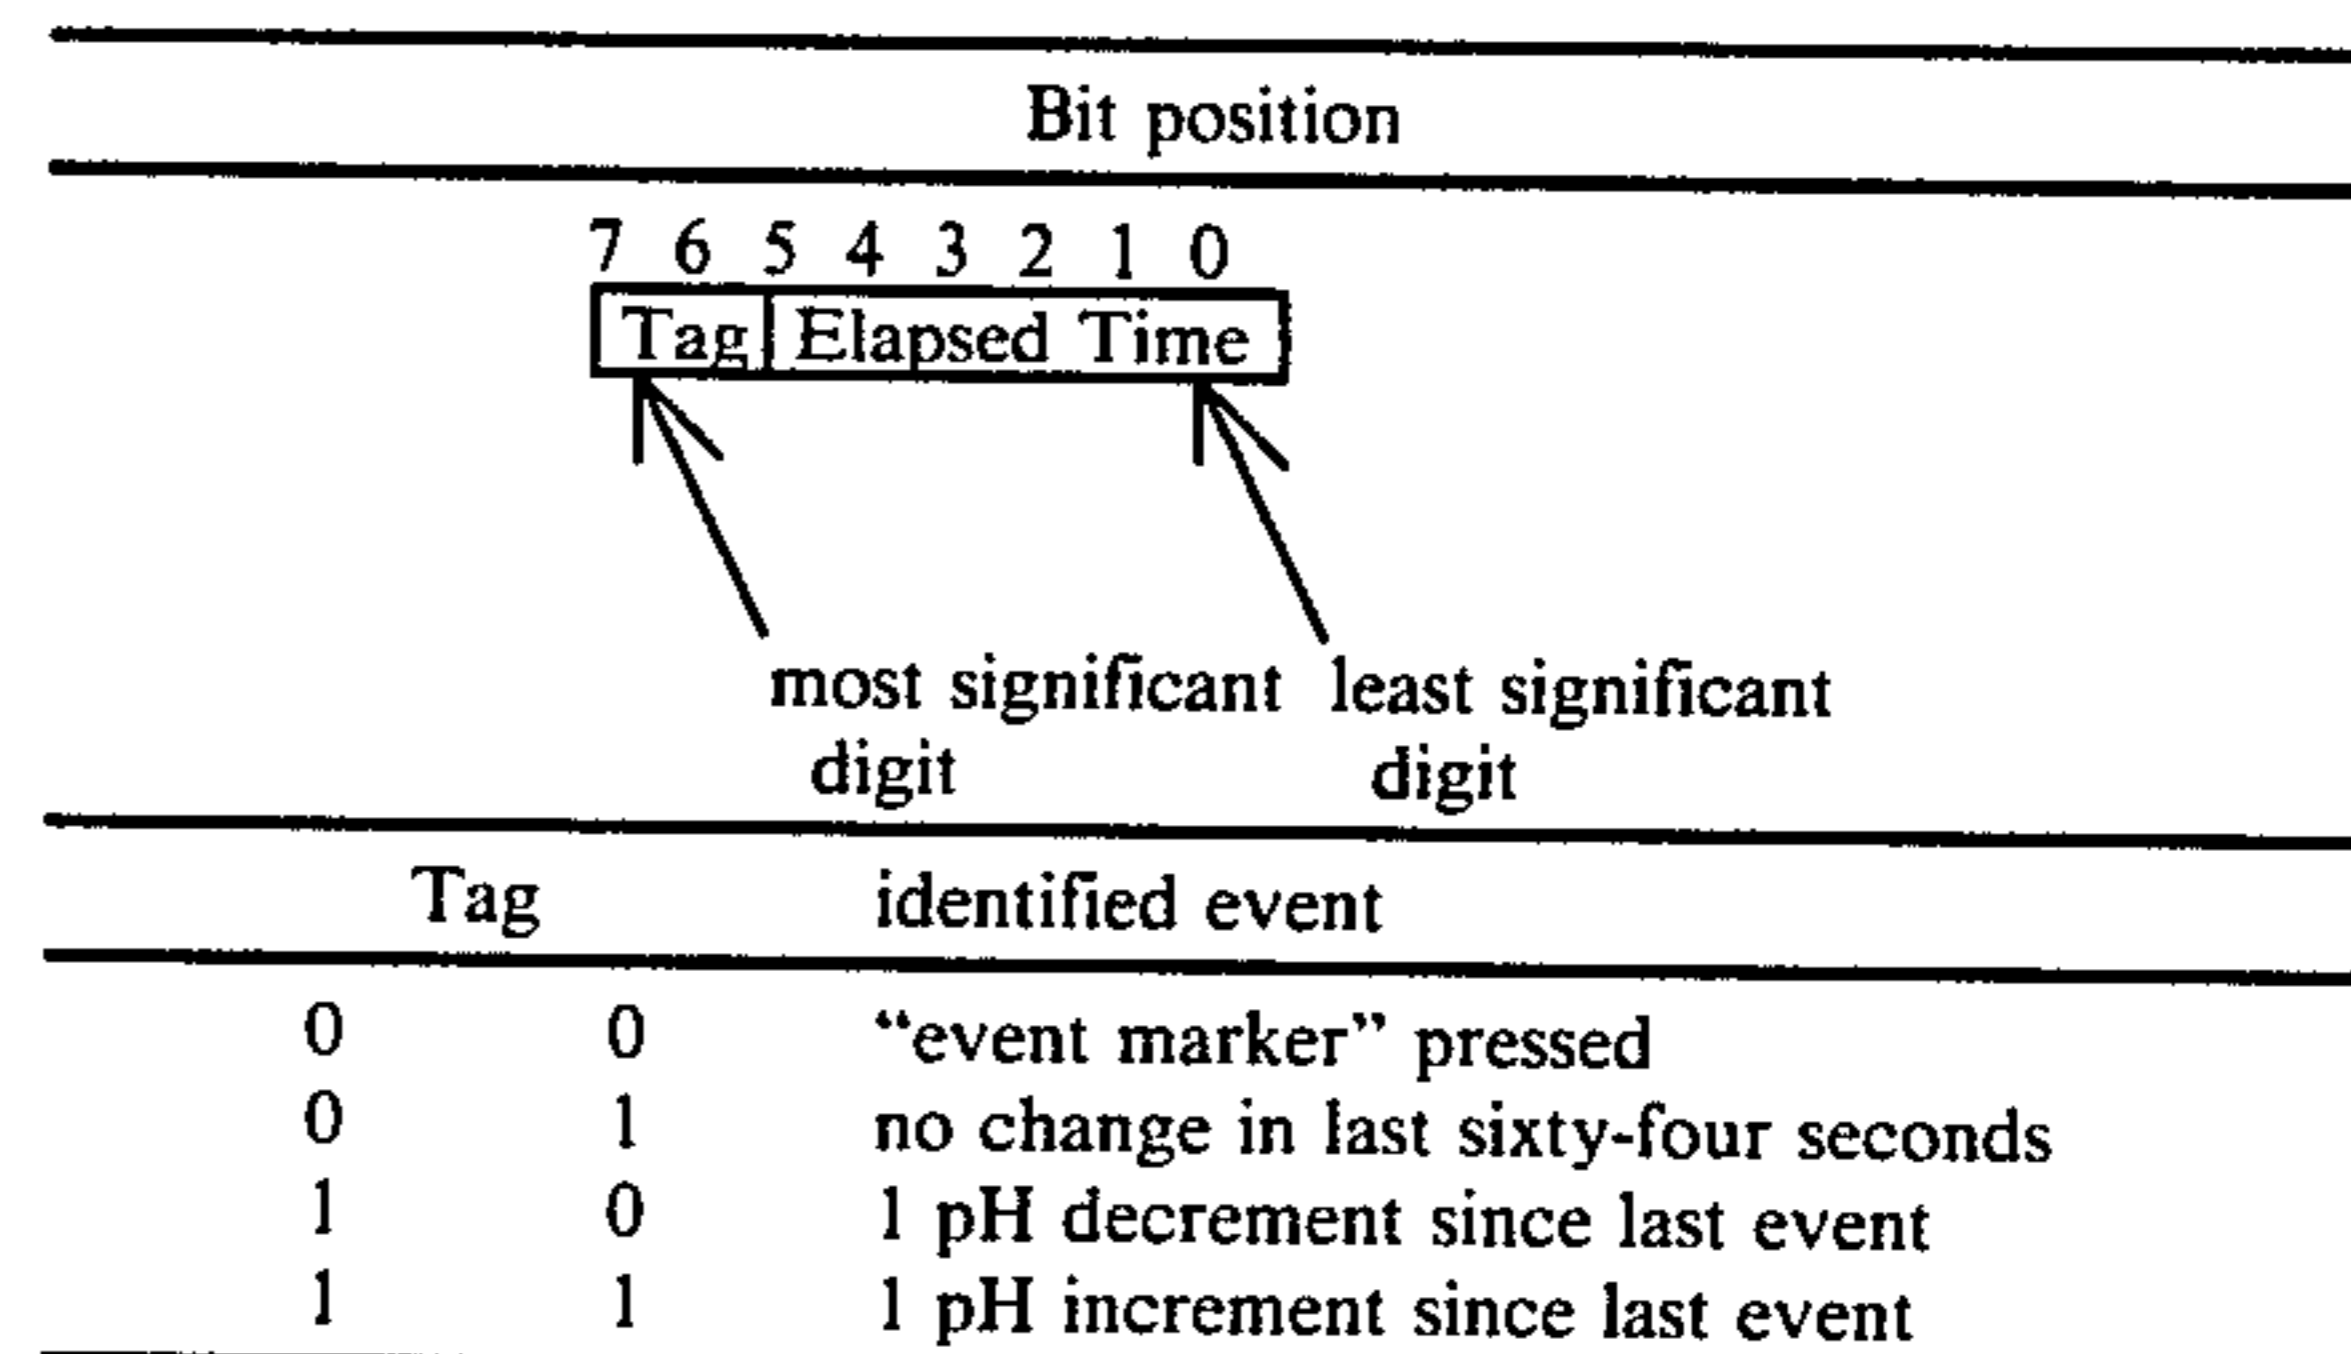 Bit position
7 6 5 4 3 2 1 0
Tag Elapsed Time
most significant least significant
digit digit
Tag identified event
0 0 “event marker” pressed
0 1 no change in last sixty-four seconds
1 0 1 pH decrement since last event
1 1 1 pH increment since last event